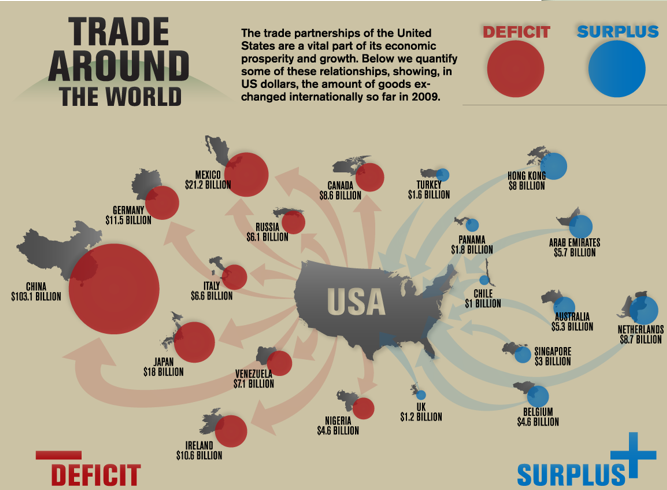 TRADE
AROUND
THE WORLD
The trade partnerships of the United
States are a vital part of its economic
prosperity and growth. Below we quantify
some of these relationships, showing, in
US dollars, the amount of goods ex-
changed internationally so far in 2009.
DEFICIT
SURPLUS
MEXICO
$21.2 BILLION
CANADA
$8.6 BILLION
TURKEY
$1.6 BILLION
HONG KONG
$8 BILLION
GERMANY
$11.5 BILLION
RUSSIA
$6.1 BILLION
PANAMA
$1.8 BILLION
ARAB EMIRATES
$5.7 BILLION
CHINA
$103.1 BILLION
ITALY
$6.6 BILLION
USA
CHILE
$1 BILLION
AUSTRALIA
$5.3 BILLION
NETHERLANDS
$8.7 BILLION
JAPAN
$18 BILLION
VENEZUELA
$7.1 BILLION
SINGAPORE
$3 BILLION
IRELAND
$10.6 BILLION
NIGERIA
$4.6 BILLION
UK
$1.2 BILLION
BELGIUM
$4.6 BILLION
DEFICIT
SURPLUS